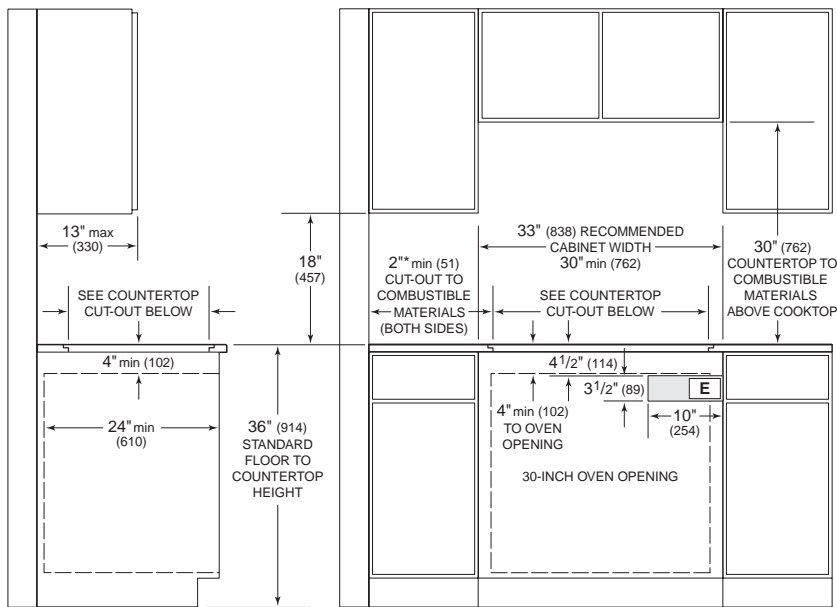 13" max
(330)
18"
(457)
33" (838) RECOMMENDED
CABINET WIDTH
30" min (762)
2"* min (51)
CUT-OUT TO
COMBUSTIBLE
MATERIALS
(BOTH SIDES)
30" (762)
COUNTERTOP TO
COMBUSTIBLE
MATERIALS
ABOVE COOKTOP
SEE COUNTERTOP
CUT-OUT BELOW
SEE COUNTERTOP
CUT-OUT BELOW
4" min (102)
24" min
(610)
36" (914)
STANDARD
FLOOR TO
COUNTERTOP
HEIGHT
4 1/2" (114)
3 1/2" (89)
E
4" min (102)
TO OVEN
OPENING
10"
(254)
30-INCH OVEN OPENING